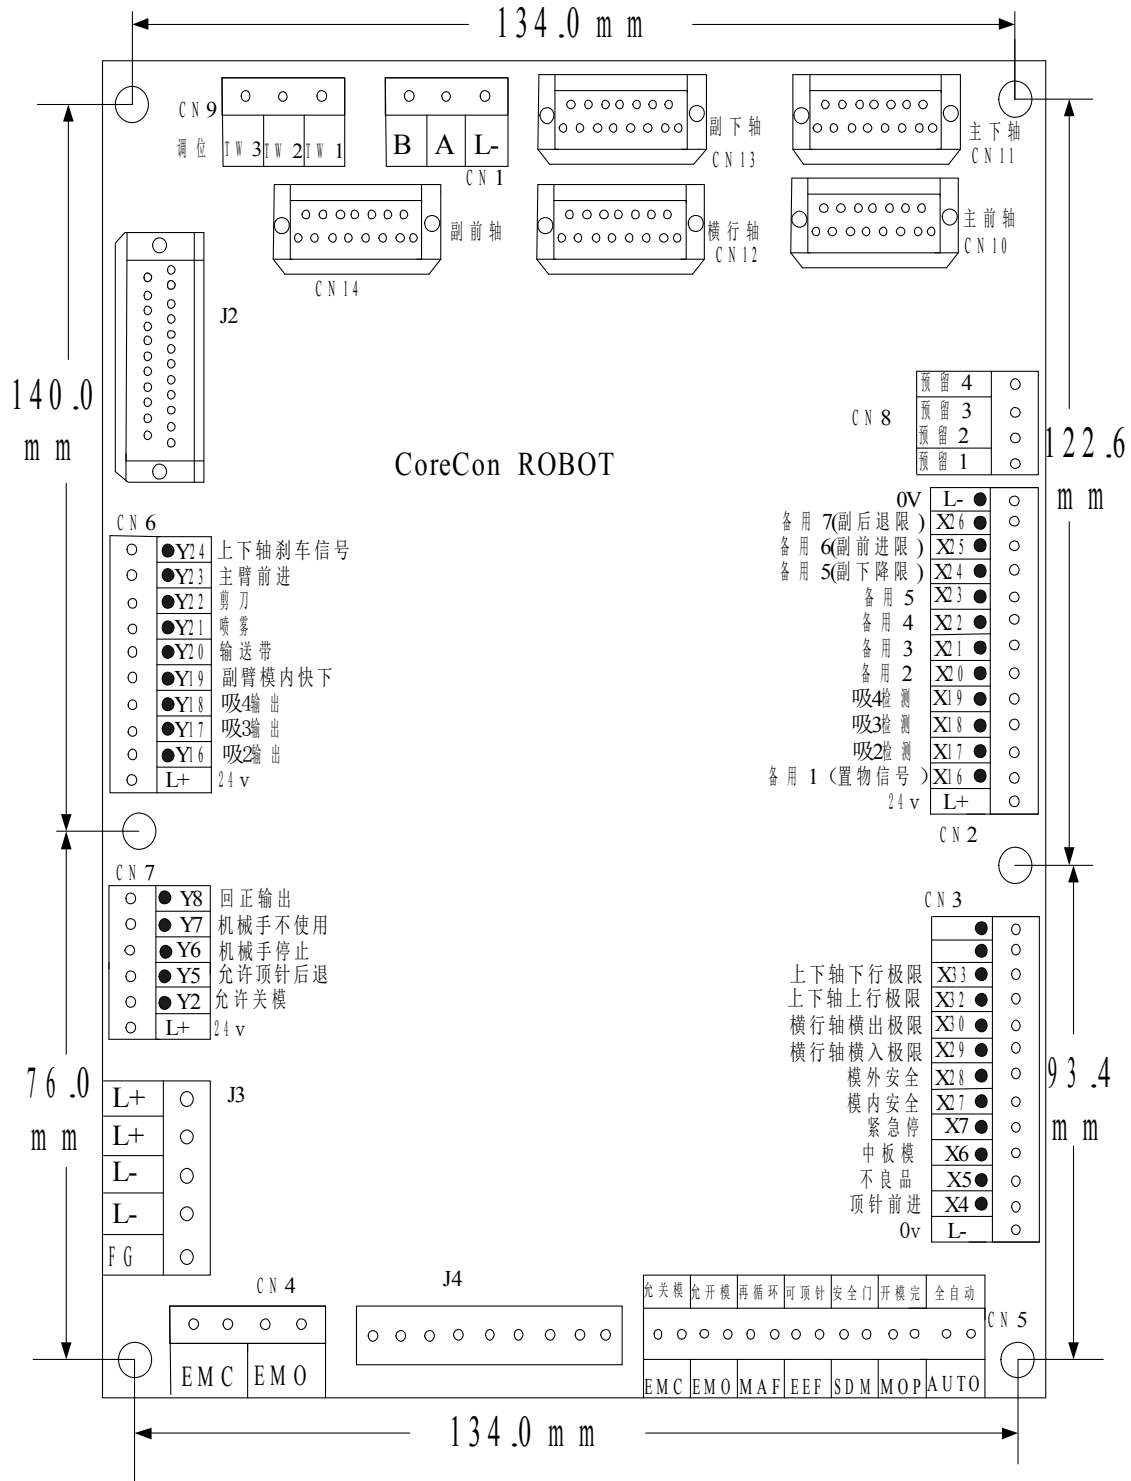 134.0 mm
CN9
调位 TW3 TW2 TW1
B A L-
CN1
副下轴
CN13
主下轴
CN11
副前轴
CN14
横行轴
CN12
主前轴
CN10
J2
140.0
mm
CoreCon ROBOT
CN8
预留4
预留3
预留2
预留1
122.6
mm
CN6
Y24 上下轴刹车信号
Y23 主臂前进
Y22 剪刀
Y21 喷雾
Y20 输送带
Y19 副臂模内快下
Y18 吸4输出
Y17 吸3输出
Y16 吸2输出
L+ 24v
0V L-
备用7(副后退限) X26
备用6(副前进限) X25
备用5(副下降限) X24
备用5 X23
备用4 X22
备用3 X21
备用2 X20
吸4检测 X19
吸3检测 X18
吸2检测 X17
备用1(置物信号) X16
24v L+
CN2
CN7
Y8 回正输出
Y7 机械手不使用
Y6 机械手停止
Y5 允许顶针后退
Y2 允许关模
L+ 24v
CN3
上下轴下行极限 X33
上下轴上行极限 X32
横行轴横出极限 X30
横行轴横入极限 X29
模外安全 X28
模内安全 X27
紧急停 X7
中板模 X6
不良品 X5
顶针前进 X4
0v L-
76.0
mm
93.4
mm
J3
L+
L+
L-
L-
FG
CN4
EMC EMO
J4
允关模 允开模 再循环 可顶针 安全门 开模完 全自动
CN5
EMC EMO MAF EEF SDM MOP AUTO
134.0 mm